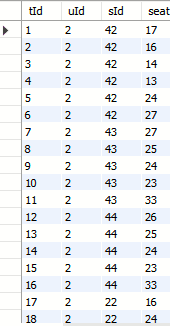 tId uId sId seat
1 2 42 17
2 2 42 16
3 2 42 14
4 2 42 13
5 2 42 24
6 2 42 27
7 2 43 27
8 2 43 25
9 2 43 24
10 2 43 23
11 2 43 33
12 2 44 26
13 2 44 25
14 2 44 24
15 2 44 23
16 2 44 33
17 2 22 16
18 2 22 24